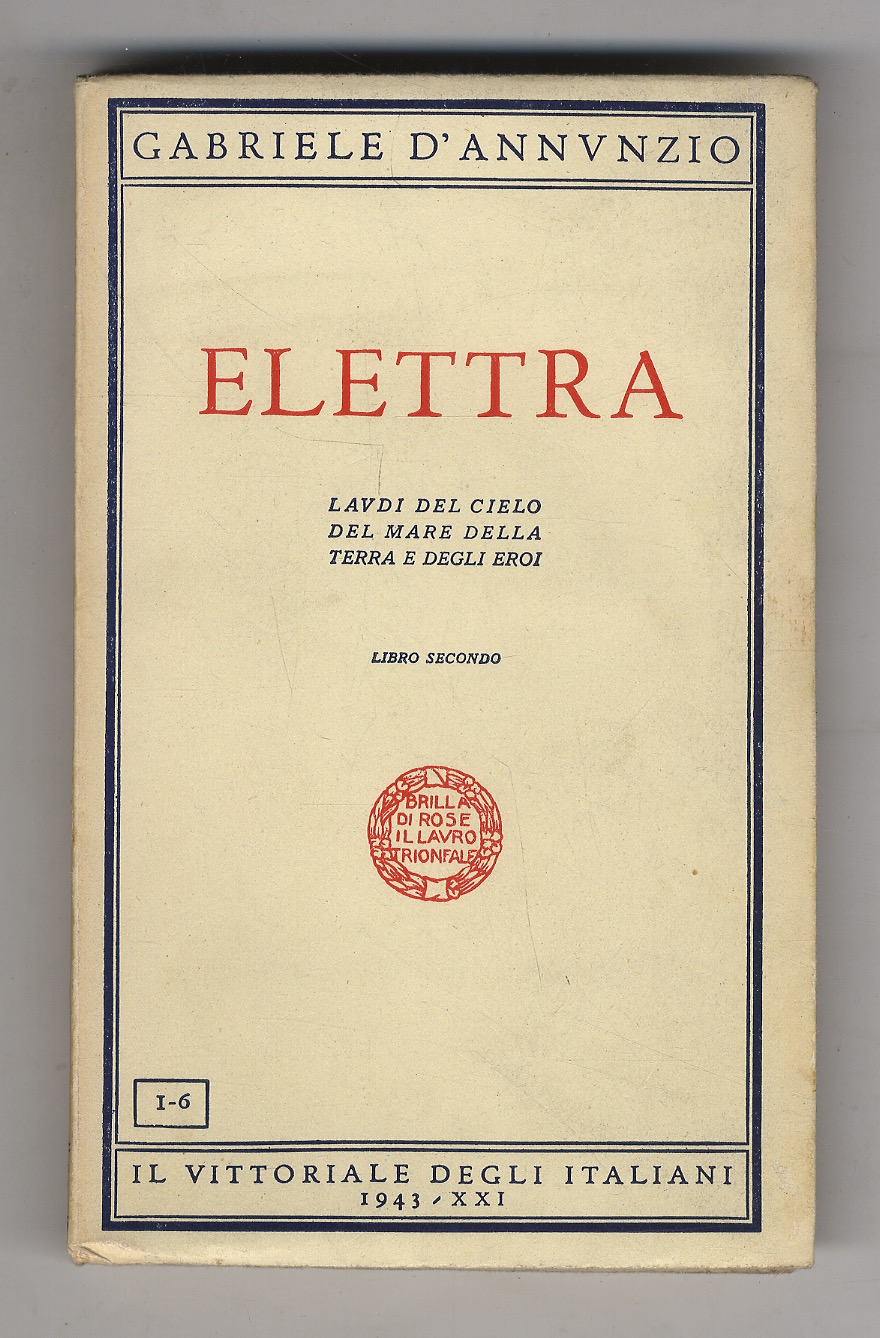 GABRIELE D'ANNVNZIO
ELETTRA
LAVDI DEL CIELO
DEL MARE DELLA
TERRA E DEGLI EROI
LIBRO SECONDO
BRILLA
DI ROSE
IL LAVRO
TRIONFALE
I-6
IL VITTORIALE DEGLI ITALIANI
1943 - XXI